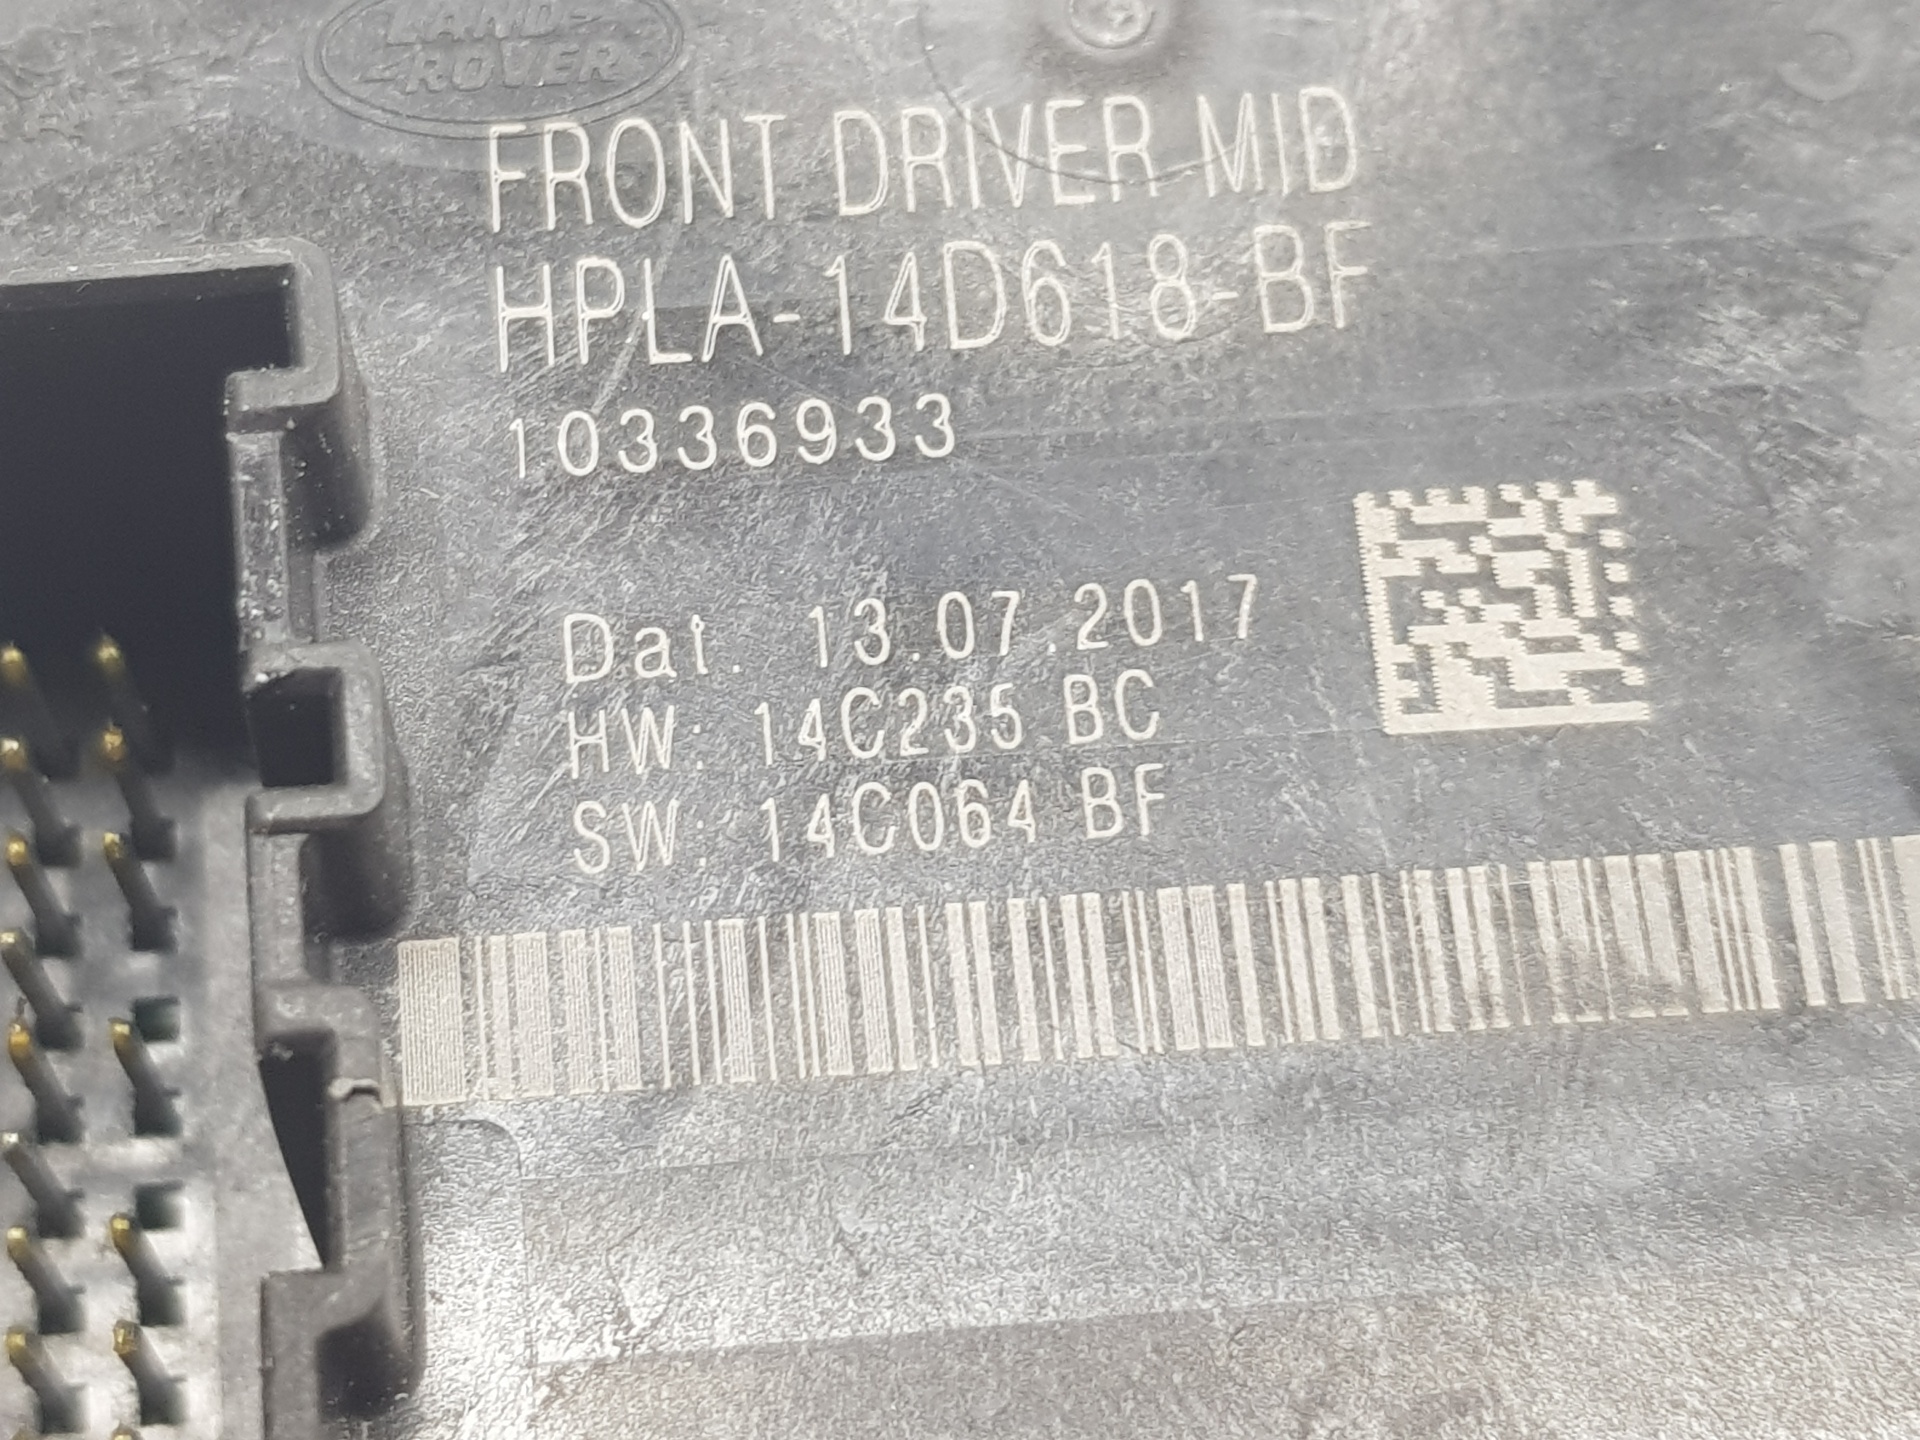 LAND-
-ROVER
FRONT DRIVER MID
HPLA-14D618-BF
10336933
Dat. 13.07.2017
HW: 14C235 BC
SW: 14C064 BF